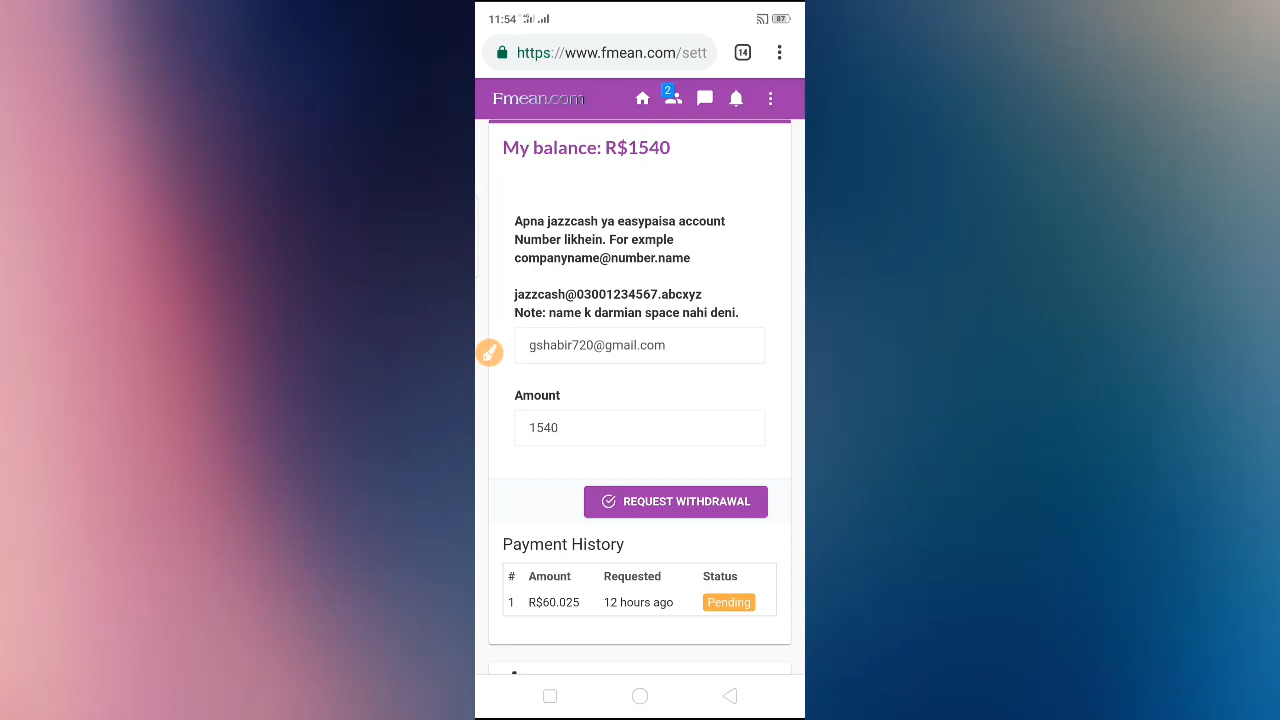 11:54
87
https://www.fmean.com/sett
14
Fmean.com
2
My balance: R$1540
Apna jazzcash ya easypaisa account
Number likhein. For exmple
companyname@number.name
jazzcash@03001234567.abcxyz
Note: name k darmian space nahi deni.
gshabir720@gmail.com
Amount
1540
REQUEST WITHDRAWAL
Payment History
# Amount Requested Status
1 R$60.025 12 hours ago Pending